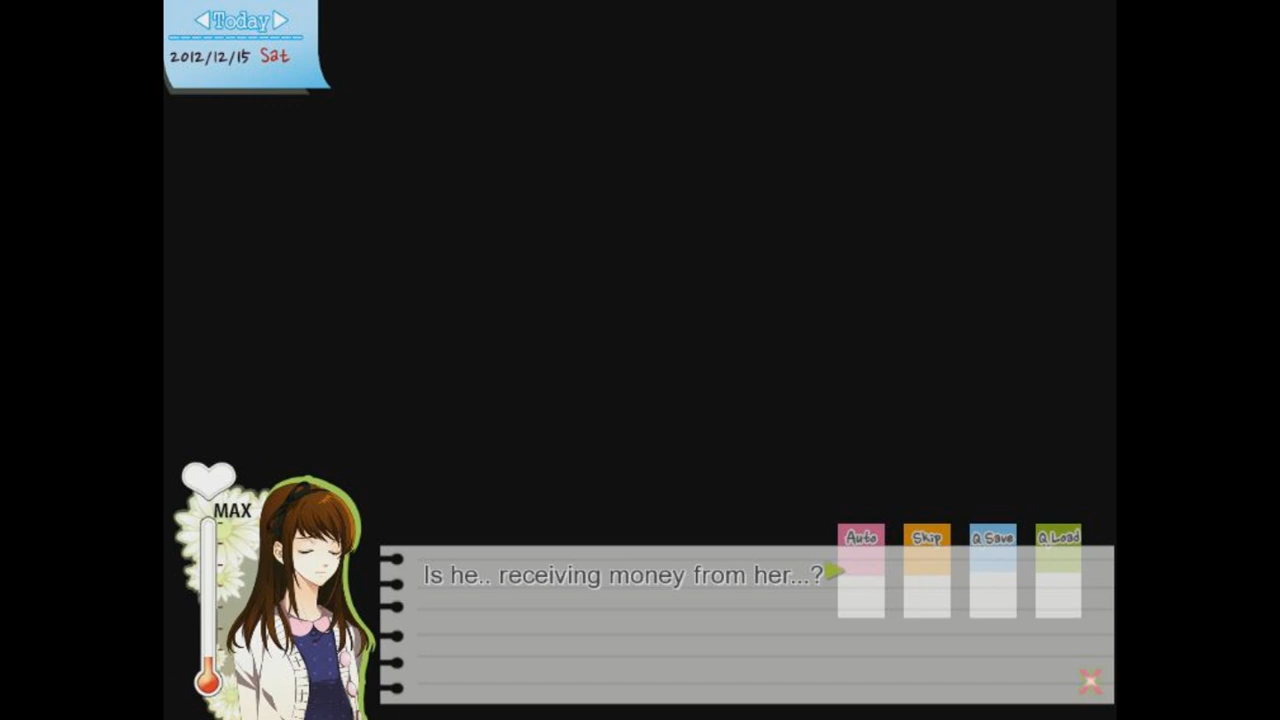 Today
2012/12/15 Sat
MAX
Auto
Skip
Q Save
Q Load
Is he.. receiving money from her...?